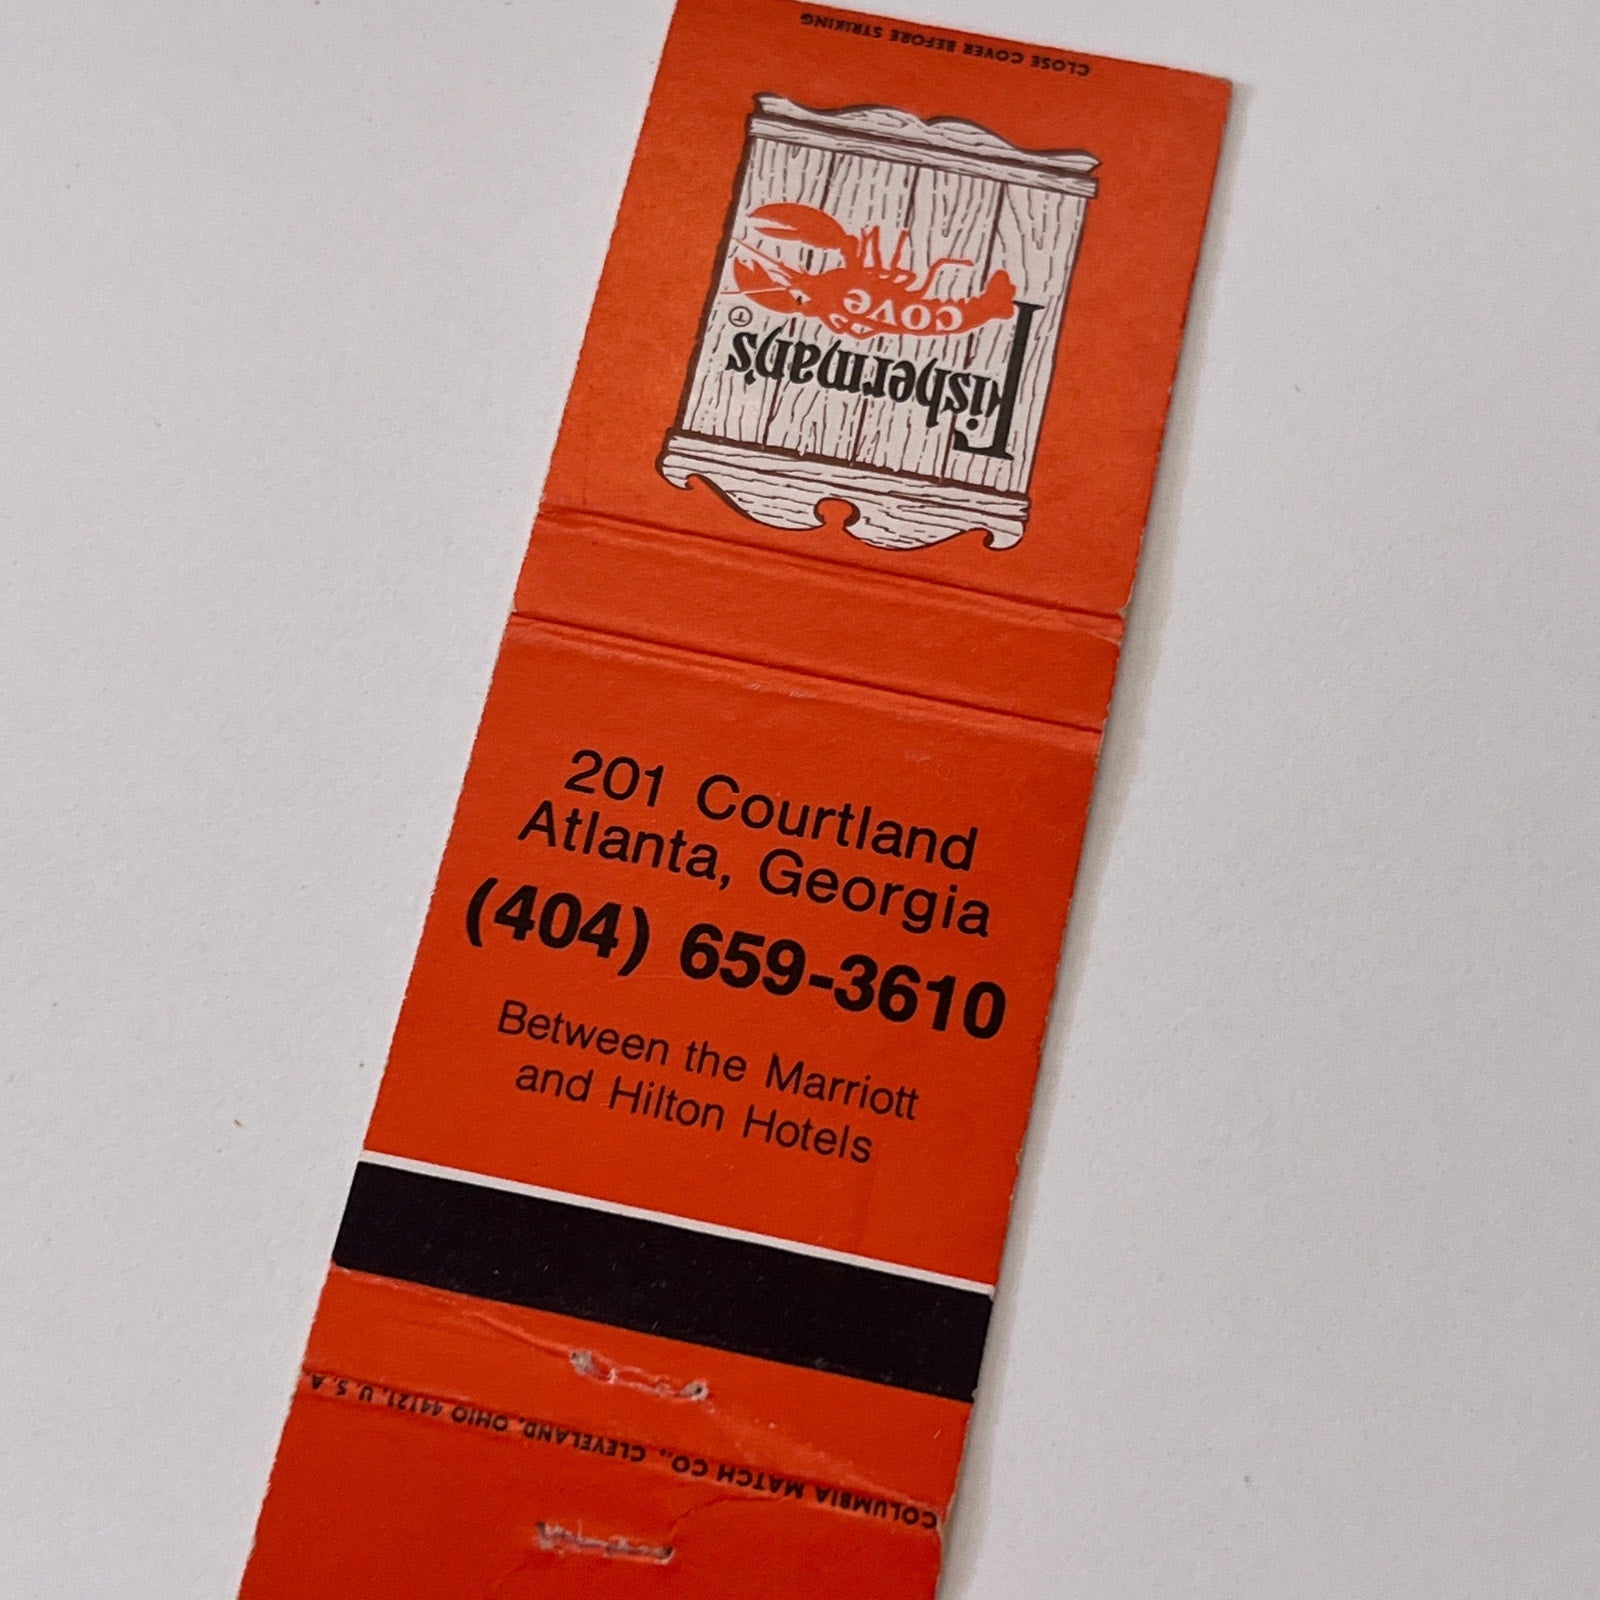 CLOSE COVER BEFORE STRIKING
Fisherman's
COVE
201 Courtland
Atlanta, Georgia
(404) 659-3610
Between the Marriott
and Hilton Hotels
COLUMBIA MATCH CO., CLEVELAND, OHIO 44121, U.S.A.